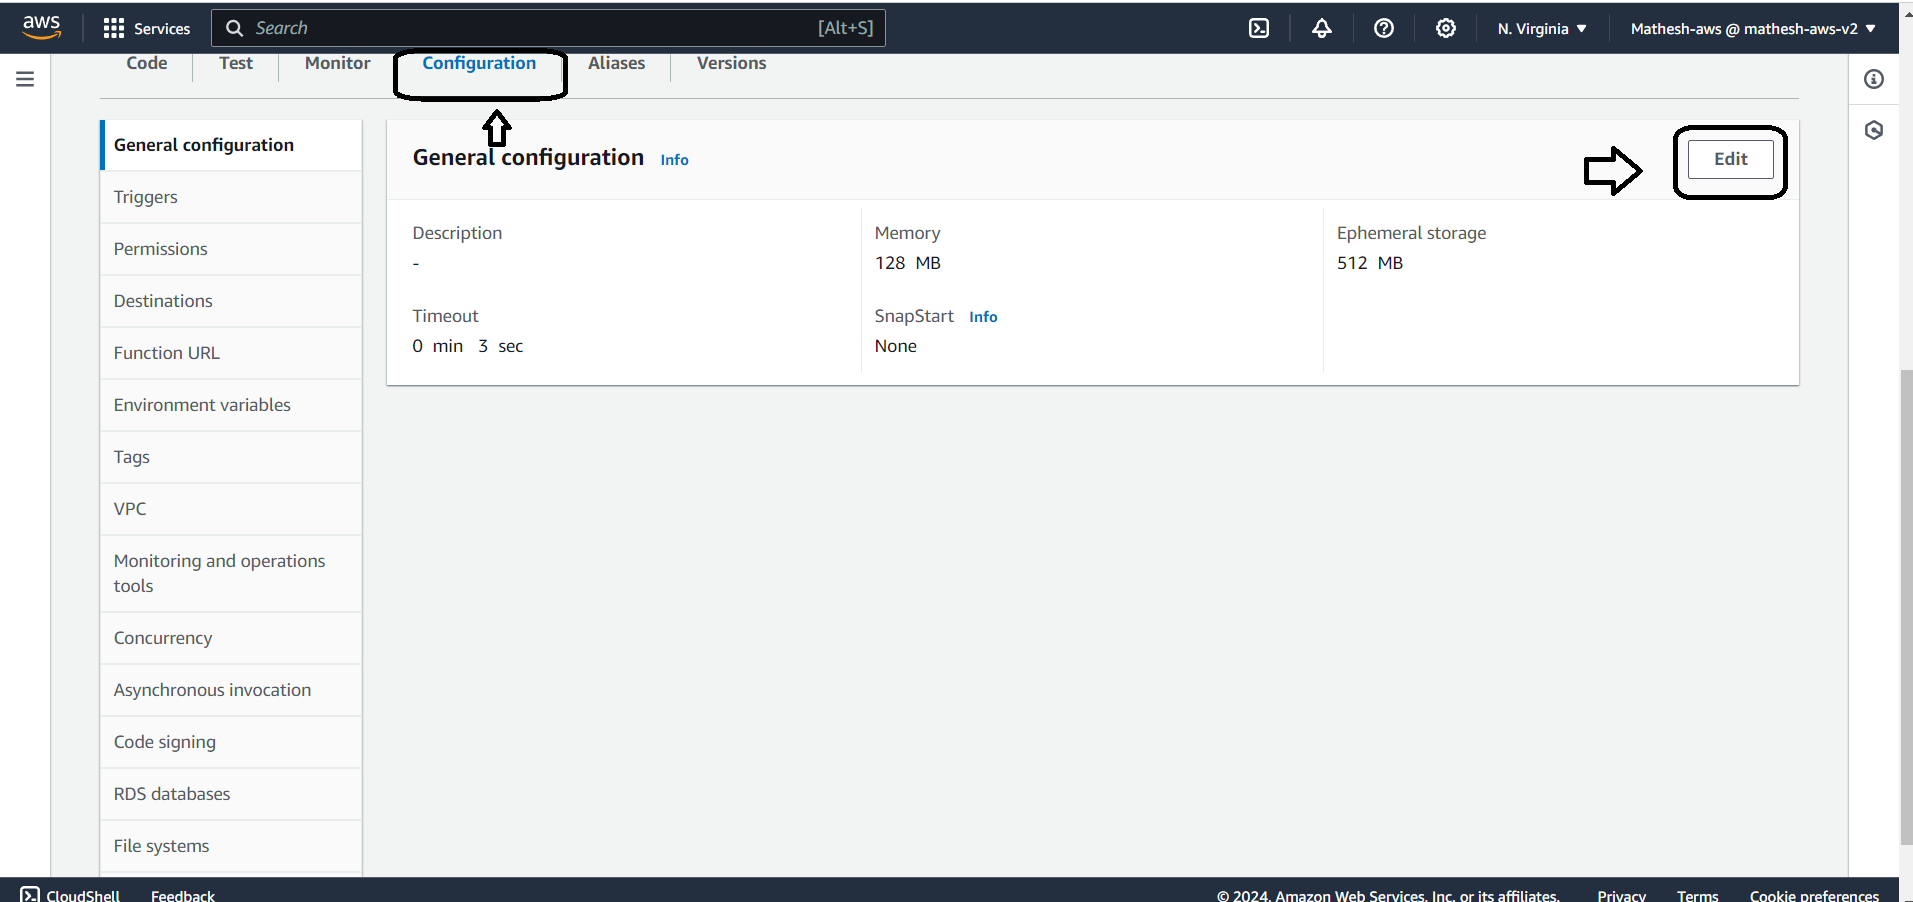 aws Services Search [Alt+S] N. Virginia ▼ Mathesh-aws @ mathesh-aws-v2 ▼
Code Test Monitor Configuration Aliases Versions
General configuration
Triggers
Permissions
Destinations
Function URL
Environment variables
Tags
VPC
Monitoring and operations
tools
Concurrency
Asynchronous invocation
Code signing
RDS databases
File systems
General configuration Info Edit
Description
-
Timeout
0 min 3 sec
Memory
128 MB
SnapStart Info
None
Ephemeral storage
512 MB
CloudShell Feedback © 2024, Amazon Web Services, Inc. or its affiliates. Privacy Terms Cookie preferences